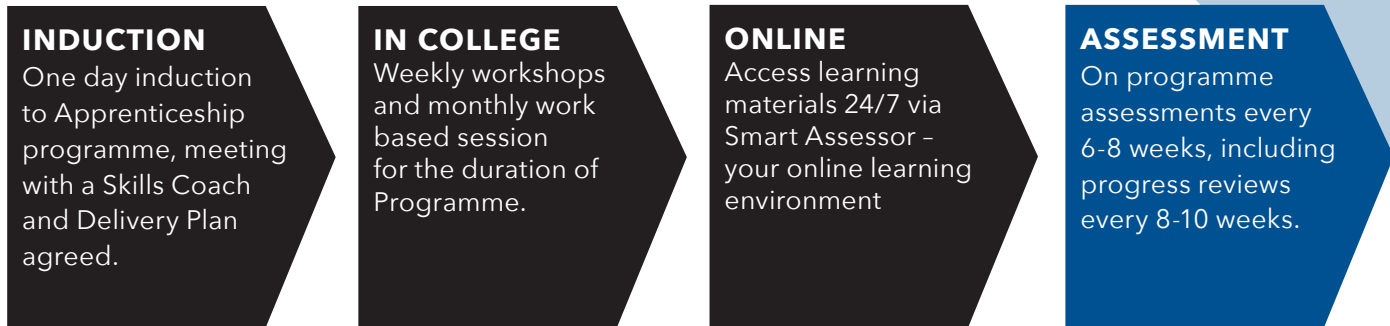 INDUCTION
One day induction
to Apprenticeship
programme, meeting
with a Skills Coach
and Delivery Plan
agreed.
IN COLLEGE
Weekly workshops
and monthly work
based session
for the duration of
Programme.
ONLINE
Access learning
materials 24/7 via
Smart Assessor –
your online learning
environment
ASSESSMENT
On programme
assessments every
6-8 weeks, including
progress reviews
every 8-10 weeks.